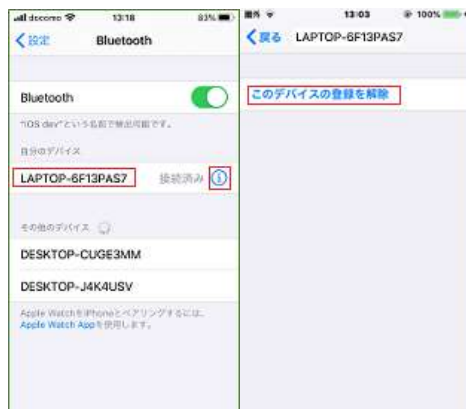 docomo 13:18 83%
設定 Bluetooth
Bluetooth
"iOS dev"という名前で検出可能です。
自分のデバイス
LAPTOP-6F13PAS7 接続済み
その他のデバイス
DESKTOP-CUGE3MM
DESKTOP-J4K4USV
Apple WatchをiPhoneとペアリングするには、
Apple Watch Appを使用します。
圏外 13:03 100%
戻る LAPTOP-6F13PAS7
このデバイスの登録を解除